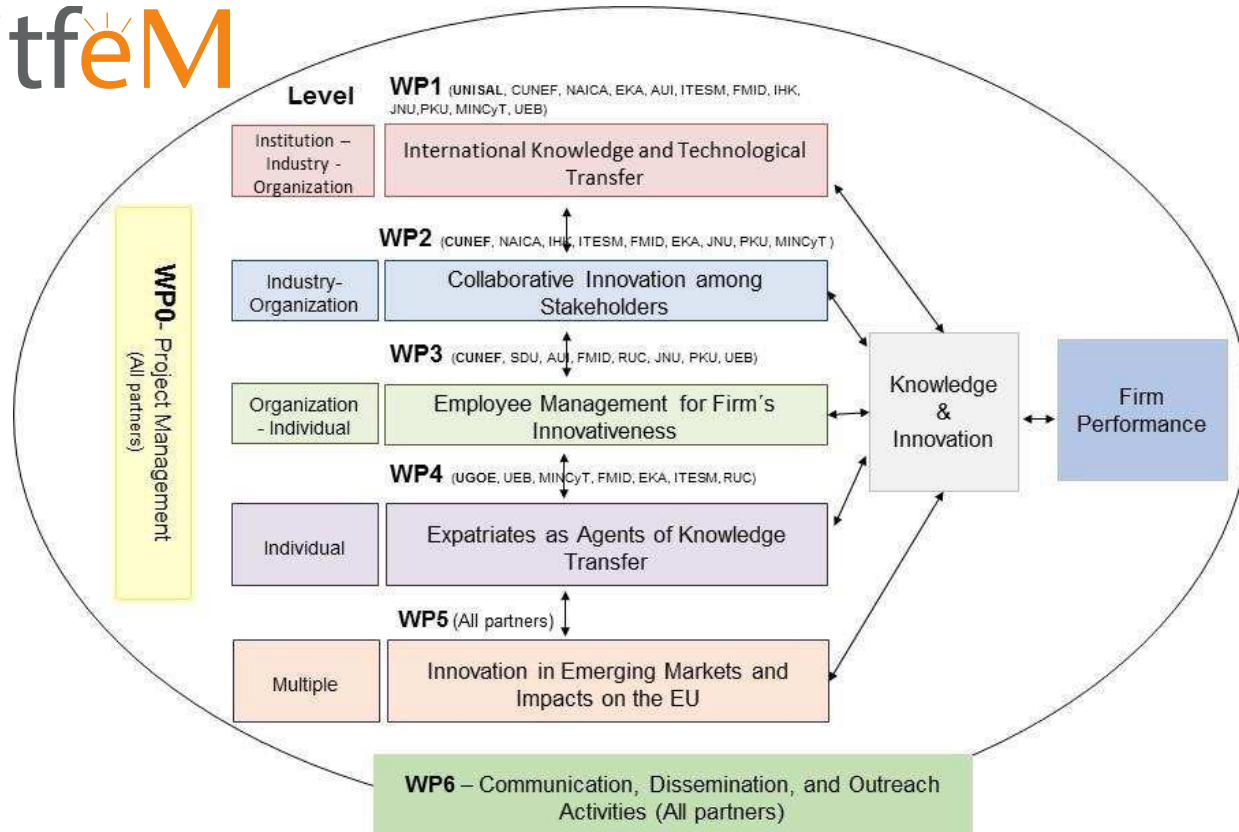 tfeM
Level
WP1 (UNISAL, CUNEF, NAICA, EKA, AUI, ITESM, FMID, IHK,
JNU,PKU, MINCyT, UEB)
Institution –
Industry -
Organization
International Knowledge and Technological
Transfer
WP2 (CUNEF, NAICA, IHK, ITESM, FMID, EKA, JNU, PKU, MINCyT )
Industry-
Organization
Collaborative Innovation among
Stakeholders
WP3 (CUNEF, SDU, AUI, FMID, RUC, JNU, PKU, UEB)
Organization
- Individual
Employee Management for Firm´s
Innovativeness
WP4 (UGOE, UEB, MINCyT, FMID, EKA, ITESM, RUC)
Individual
Expatriates as Agents of Knowledge
Transfer
WP5 (All partners)
Multiple
Innovation in Emerging Markets and
Impacts on the EU
WP0- Project Management
(All partners)
Knowledge
&
Innovation
Firm
Performance
WP6 – Communication, Dissemination, and Outreach
Activities (All partners)